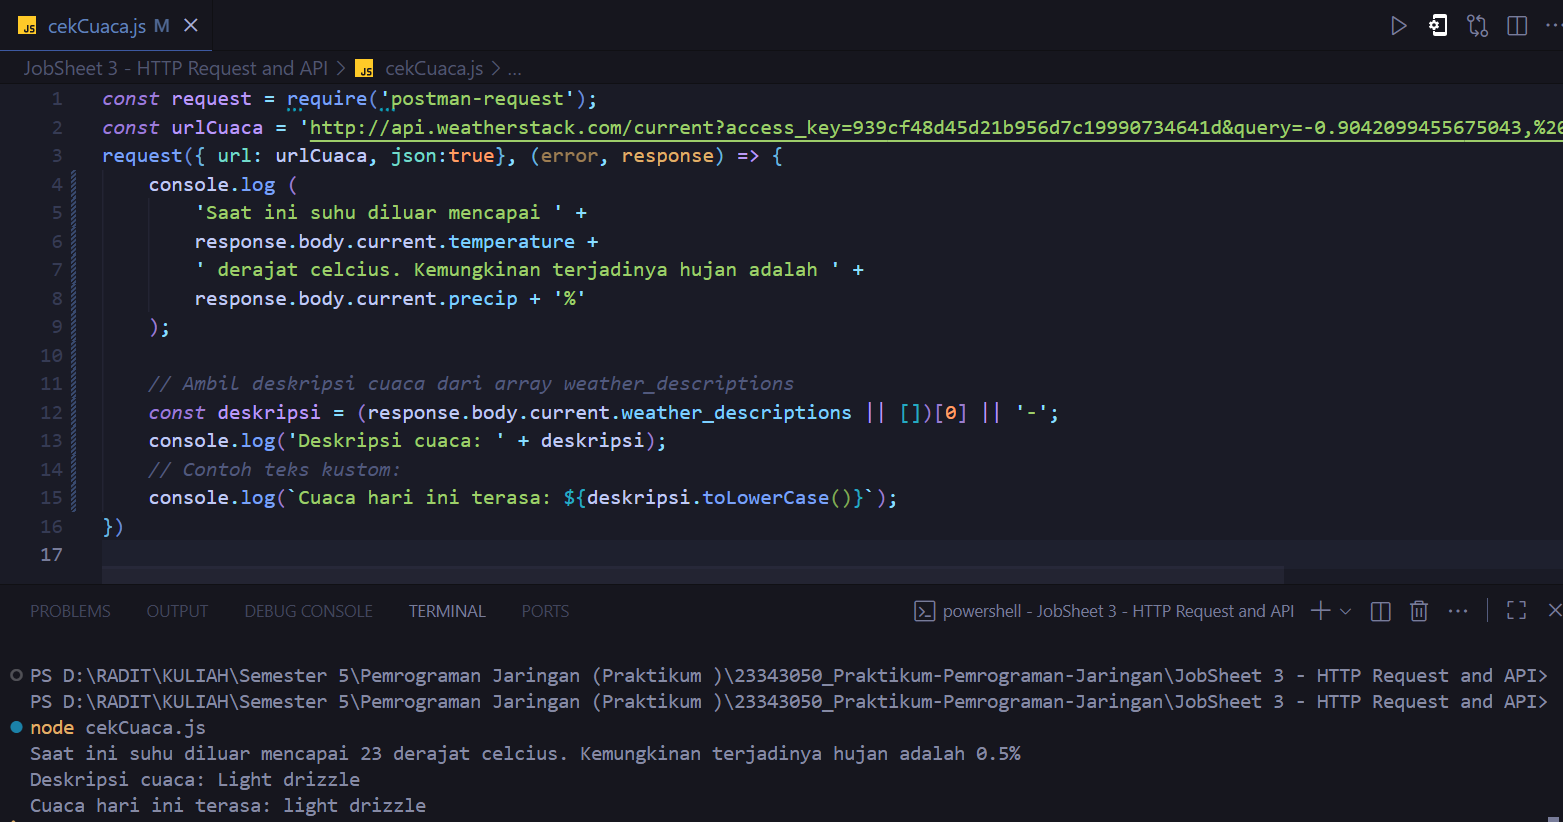 JS cekCuaca.js M ×
JobSheet 3 - HTTP Request and API > JS cekCuaca.js > ...
1 const request = require('postman-request');
2 const urlCuaca = 'http://api.weatherstack.com/current?access_key=939cf48d45d21b956d7c19990734641d&query=-0.9042099455675043,%20
3 request({ url: urlCuaca, json:true}, (error, response) => {
4 console.log (
5 'Saat ini suhu diluar mencapai ' +
6 response.body.current.temperature +
7 ' derajat celcius. Kemungkinan terjadinya hujan adalah ' +
8 response.body.current.precip + '%'
9 );
10
11 // Ambil deskripsi cuaca dari array weather_descriptions
12 const deskripsi = (response.body.current.weather_descriptions || [])[0] || '-';
13 console.log('Deskripsi cuaca: ' + deskripsi);
14 // Contoh teks kustom:
15 console.log(`Cuaca hari ini terasa: ${deskripsi.toLowerCase()}`);
16 })
17
PROBLEMS OUTPUT DEBUG CONSOLE TERMINAL PORTS powershell - JobSheet 3 - HTTP Request and API
PS D:\RADIT\KULIAH\Semester 5\Pemrograman Jaringan (Praktikum )\23343050_Praktikum-Pemrograman-Jaringan\JobSheet 3 - HTTP Request and API>
PS D:\RADIT\KULIAH\Semester 5\Pemrograman Jaringan (Praktikum )\23343050_Praktikum-Pemrograman-Jaringan\JobSheet 3 - HTTP Request and API>
node cekCuaca.js
Saat ini suhu diluar mencapai 23 derajat celcius. Kemungkinan terjadinya hujan adalah 0.5%
Deskripsi cuaca: Light drizzle
Cuaca hari ini terasa: light drizzle